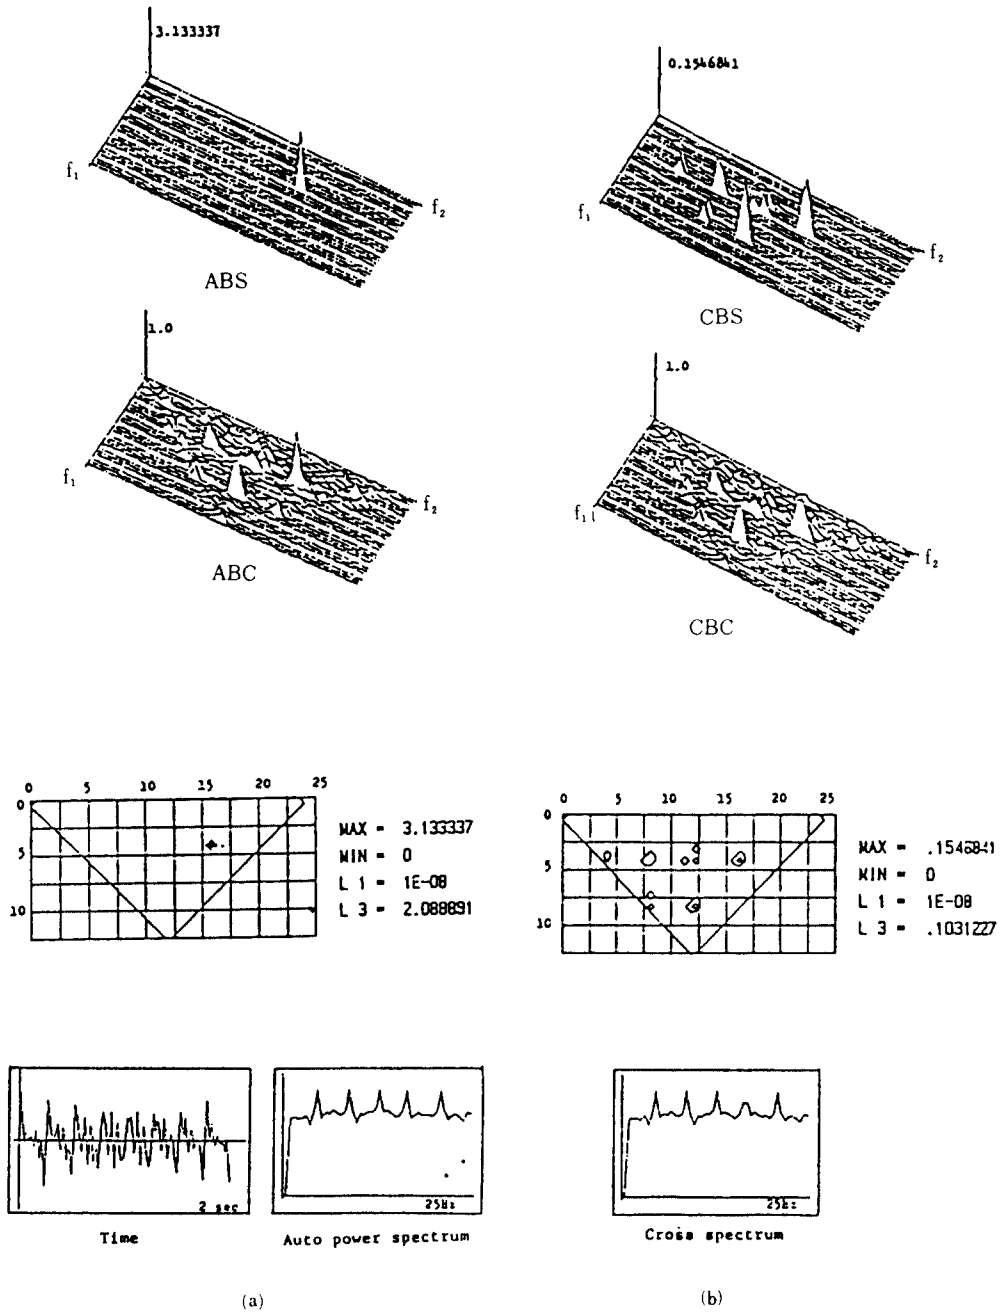 3.133337
f₁
f₂
ABS
0.1546841
f₁
f₂
CBS
1.0
f₁
f₂
ABC
1.0
f₁
f₂
CBC
0 5 10 15 20 25
0
5
10
MAX = 3.133337
MIN = 0
L 1 = 1E-08
L 3 = 2.088891
0 5 10 15 20 25
0
5
10
MAX = .1546841
MIN = 0
L 1 = 1E-08
L 3 = .1031227
2 sec
Time
25Hz
Auto power spectrum
25Hz
Cross spectrum
(a)
(b)